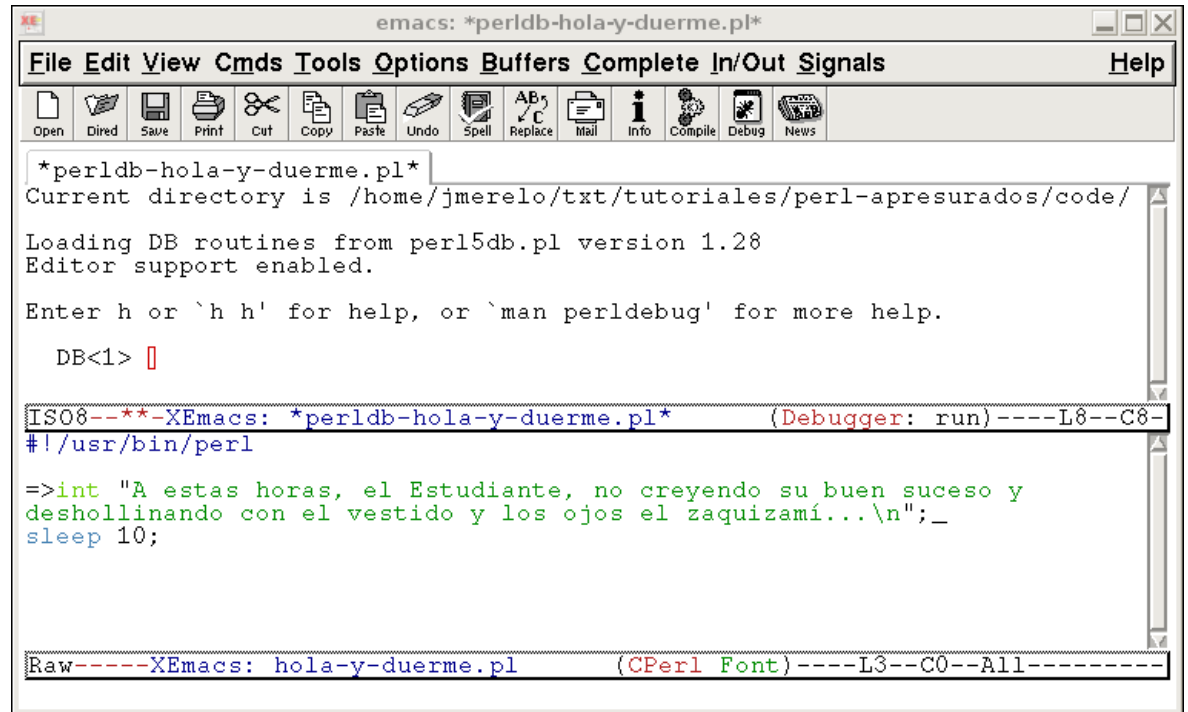 XE
emacs: *perldb-hola-y-duerme.pl*
File Edit View Cmds Tools Options Buffers Complete In/Out Signals Help
Open Dired Save Print Cut Copy Paste Undo Spell Replace Mail Info Compile Debug News
*perldb-hola-y-duerme.pl*
Current directory is /home/jmerelo/txt/tutoriales/perl-apresurados/code/
Loading DB routines from perl5db.pl version 1.28
Editor support enabled.
Enter h or `h h' for help, or `man perldebug' for more help.
DB<1>
ISO8--**-XEmacs: *perldb-hola-y-duerme.pl* (Debugger: run)----L8--C8-
#!/usr/bin/perl
=>int "A estas horas, el Estudiante, no creyendo su buen suceso y
deshollinando con el vestido y los ojos el zaquizamí...\n";_
sleep 10;
Raw-----XEmacs: hola-y-duerme.pl (CPerl Font)----L3--C0--All---------